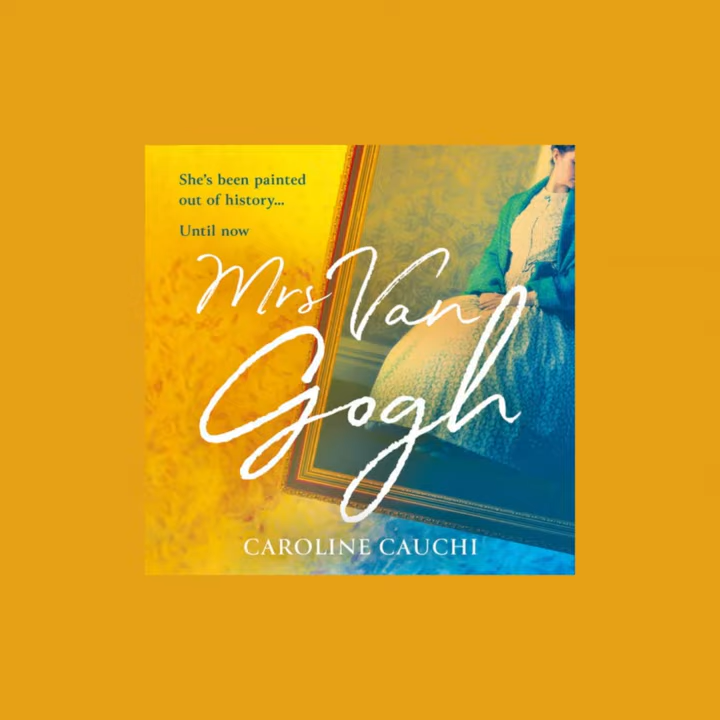 She's been painted
out of history...
Until now
Mrs Van
Gogh
CAROLINE CAUCHI